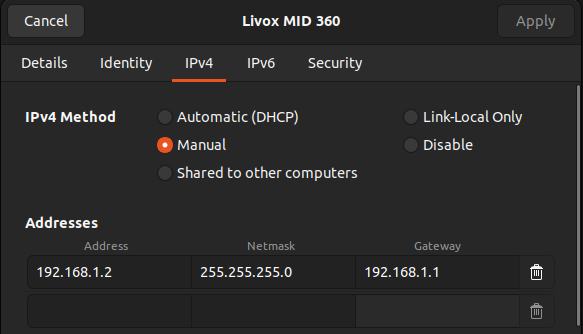 Cancel Livox MID 360 Apply
Details Identity IPv4 IPv6 Security
IPv4 Method Automatic (DHCP) Link-Local Only
Manual Disable
Shared to other computers
Addresses
Address Netmask Gateway
192.168.1.2 255.255.255.0 192.168.1.1